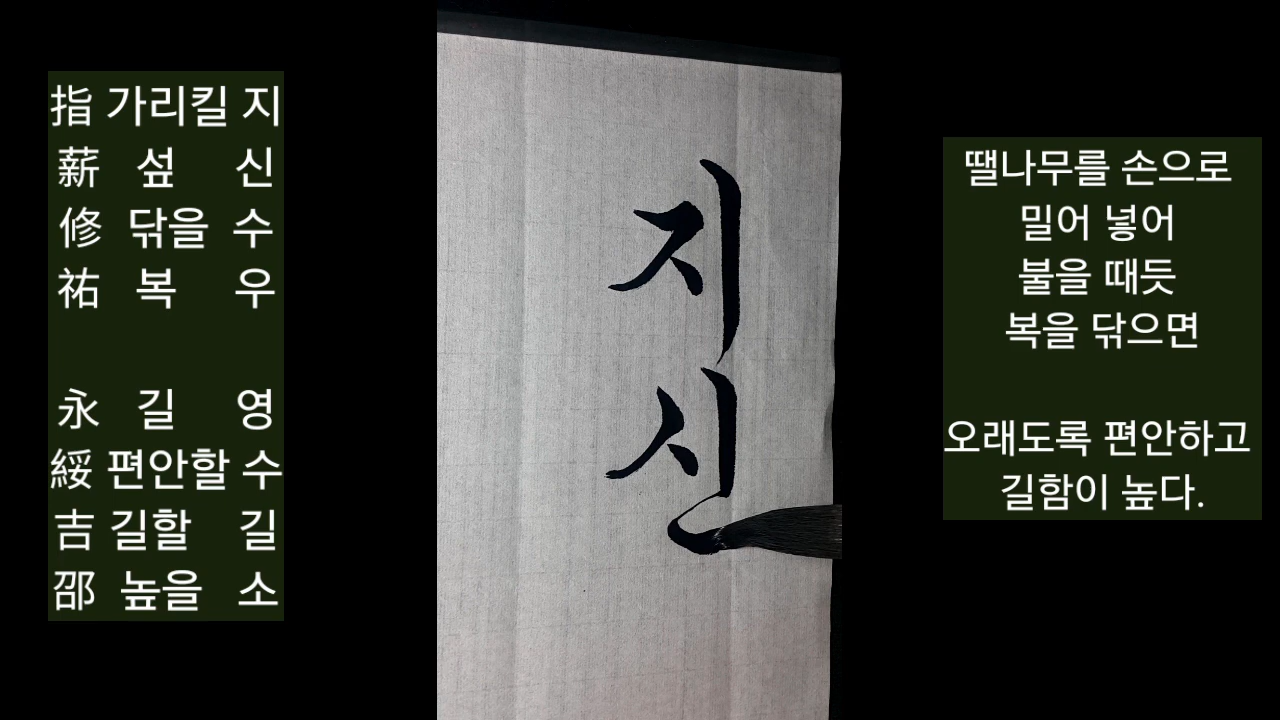 指 가리킬 지
薪 섶 신
修 닦을 수
祐 복 우
永 길 영
綏 편안할 수
吉 길할 길
邵 높을 소
지
신
땔나무를 손으로
밀어 넣어
불을 때듯
복을 닦으면
오래도록 편안하고
길함이 높다.